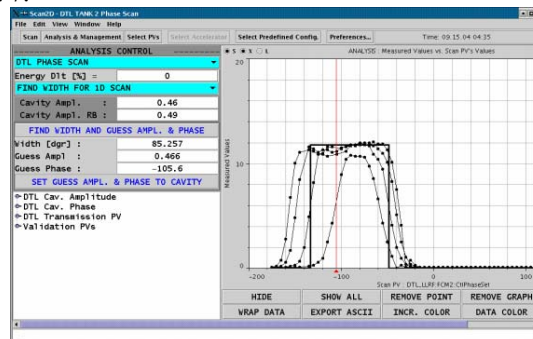 Scan2D - DTL TANK 2 Phase Scan
File Edit View Window Help
Scan Analysis & Management Select PVs Select Accelerator Select Predefined Config. Preferences... Time: 09.15.04 04:35
ANALYSIS CONTROL
DTL PHASE SCAN
Energy Dlt [%] = 0
FIND WIDTH FOR 1D SCAN
Cavity Ampl. : 0.46
Cavity Ampl. RB : 0.49
FIND WIDTH AND GUESS AMPL. & PHASE
Width [dgr] : 85.257
Guess Ampl : 0.466
Guess Phase : -105.6
SET GUESS AMPL. & PHASE TO CAVITY
DTL Cav. Amplitude
DTL Cav. Phase
DTL Transmission PV
Validation PVs
S S L ANALYSIS : Measured Values vs. Scan PV's Values
20
10
0
Measured Values
-200 -100 0 100
Scan PV : DTL_LLRF:FCM2:CtlPhaseSet
HIDE SHOW ALL REMOVE POINT REMOVE GRAPH
WRAP DATA EXPORT ASCII INCR. COLOR DATA COLOR